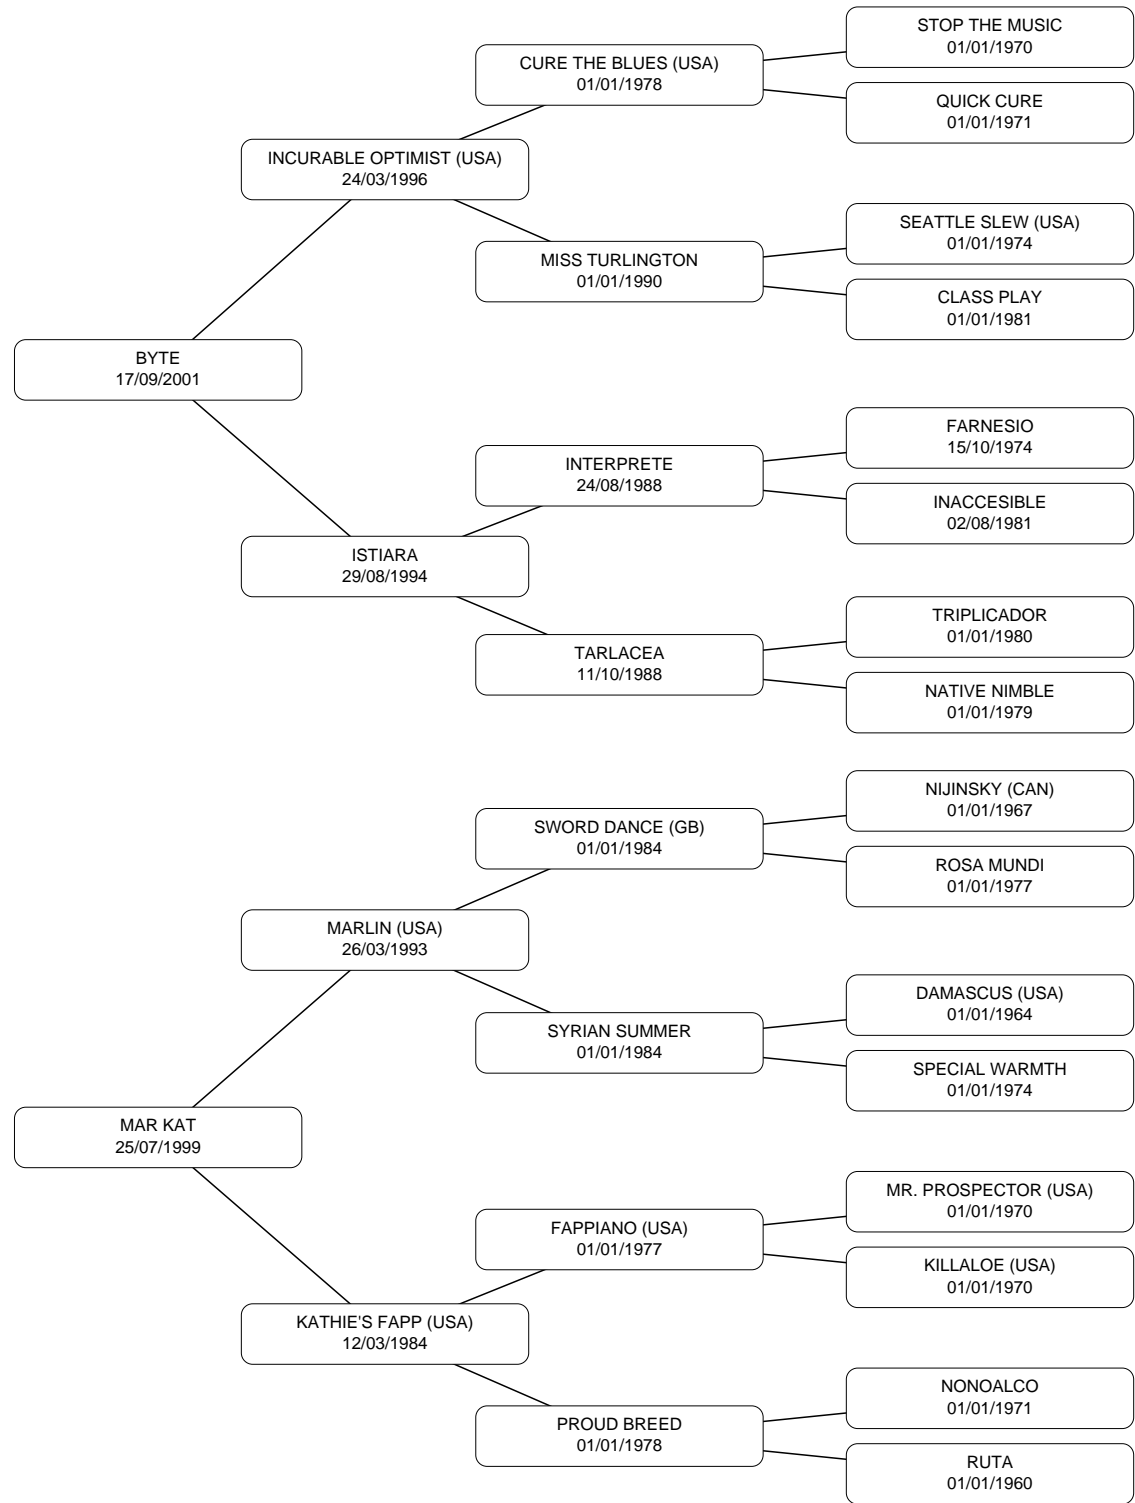 STOP THE MUSIC
01/01/1970
CURE THE BLUES (USA)
01/01/1978
QUICK CURE
01/01/1971
INCURABLE OPTIMIST (USA)
24/03/1996
SEATTLE SLEW (USA)
01/01/1974
MISS TURLINGTON
01/01/1990
CLASS PLAY
01/01/1981
BYTE
17/09/2001
FARNESIO
15/10/1974
INTERPRETE
24/08/1988
INACCESIBLE
02/08/1981
ISTIARA
29/08/1994
TRIPLICADOR
01/01/1980
TARLACEA
11/10/1988
NATIVE NIMBLE
01/01/1979
NIJINSKY (CAN)
01/01/1967
SWORD DANCE (GB)
01/01/1984
ROSA MUNDI
01/01/1977
MARLIN (USA)
26/03/1993
DAMASCUS (USA)
01/01/1964
SYRIAN SUMMER
01/01/1984
SPECIAL WARMTH
01/01/1974
MAR KAT
25/07/1999
MR. PROSPECTOR (USA)
01/01/1970
FAPPIANO (USA)
01/01/1977
KILLALOE (USA)
01/01/1970
KATHIE'S FAPP (USA)
12/03/1984
NONOALCO
01/01/1971
PROUD BREED
01/01/1978
RUTA
01/01/1960